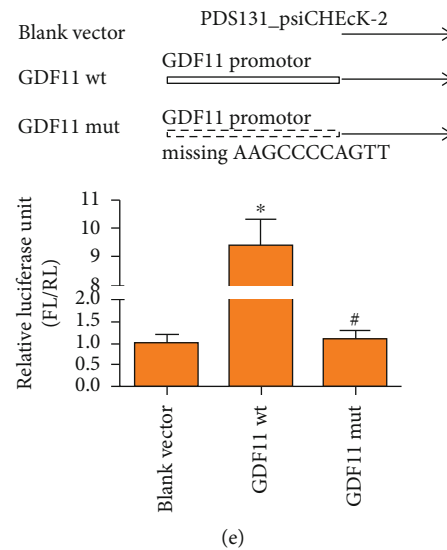 PDS131_psiCHEcK-2
Blank vector
GDF11 promotor
GDF11 wt
GDF11 promotor
GDF11 mut
missing AAGCCCCAGTT
Relative luciferase unit
(FL/RL)
11
10
9
8
2.0
1.5
1.0
0.5
0.0
*
#
Blank vector
GDF11 wt
GDF11 mut
(e)